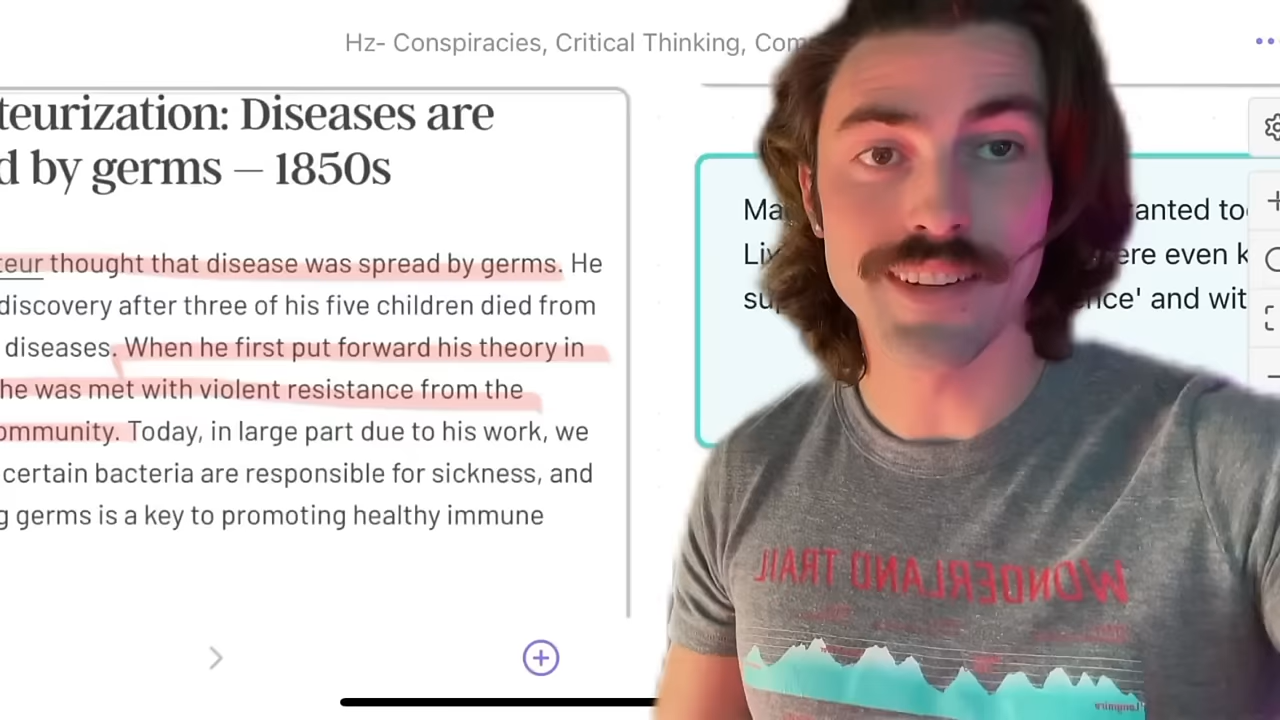 Hz- Conspiracies, Critical Thinking, Com
teurization: Diseases are
d by germs – 1850s
teur thought that disease was spread by germs. He
discovery after three of his five children died from
diseases. When he first put forward his theory in
he was met with violent resistance from the
ommunity. Today, in large part due to his work, we
certain bacteria are responsible for sickness, and
g germs is a key to promoting healthy immune
Ma ranted to
Liv ere even k
su nce' and wit
WONDERLAND TRAIL
Longmire